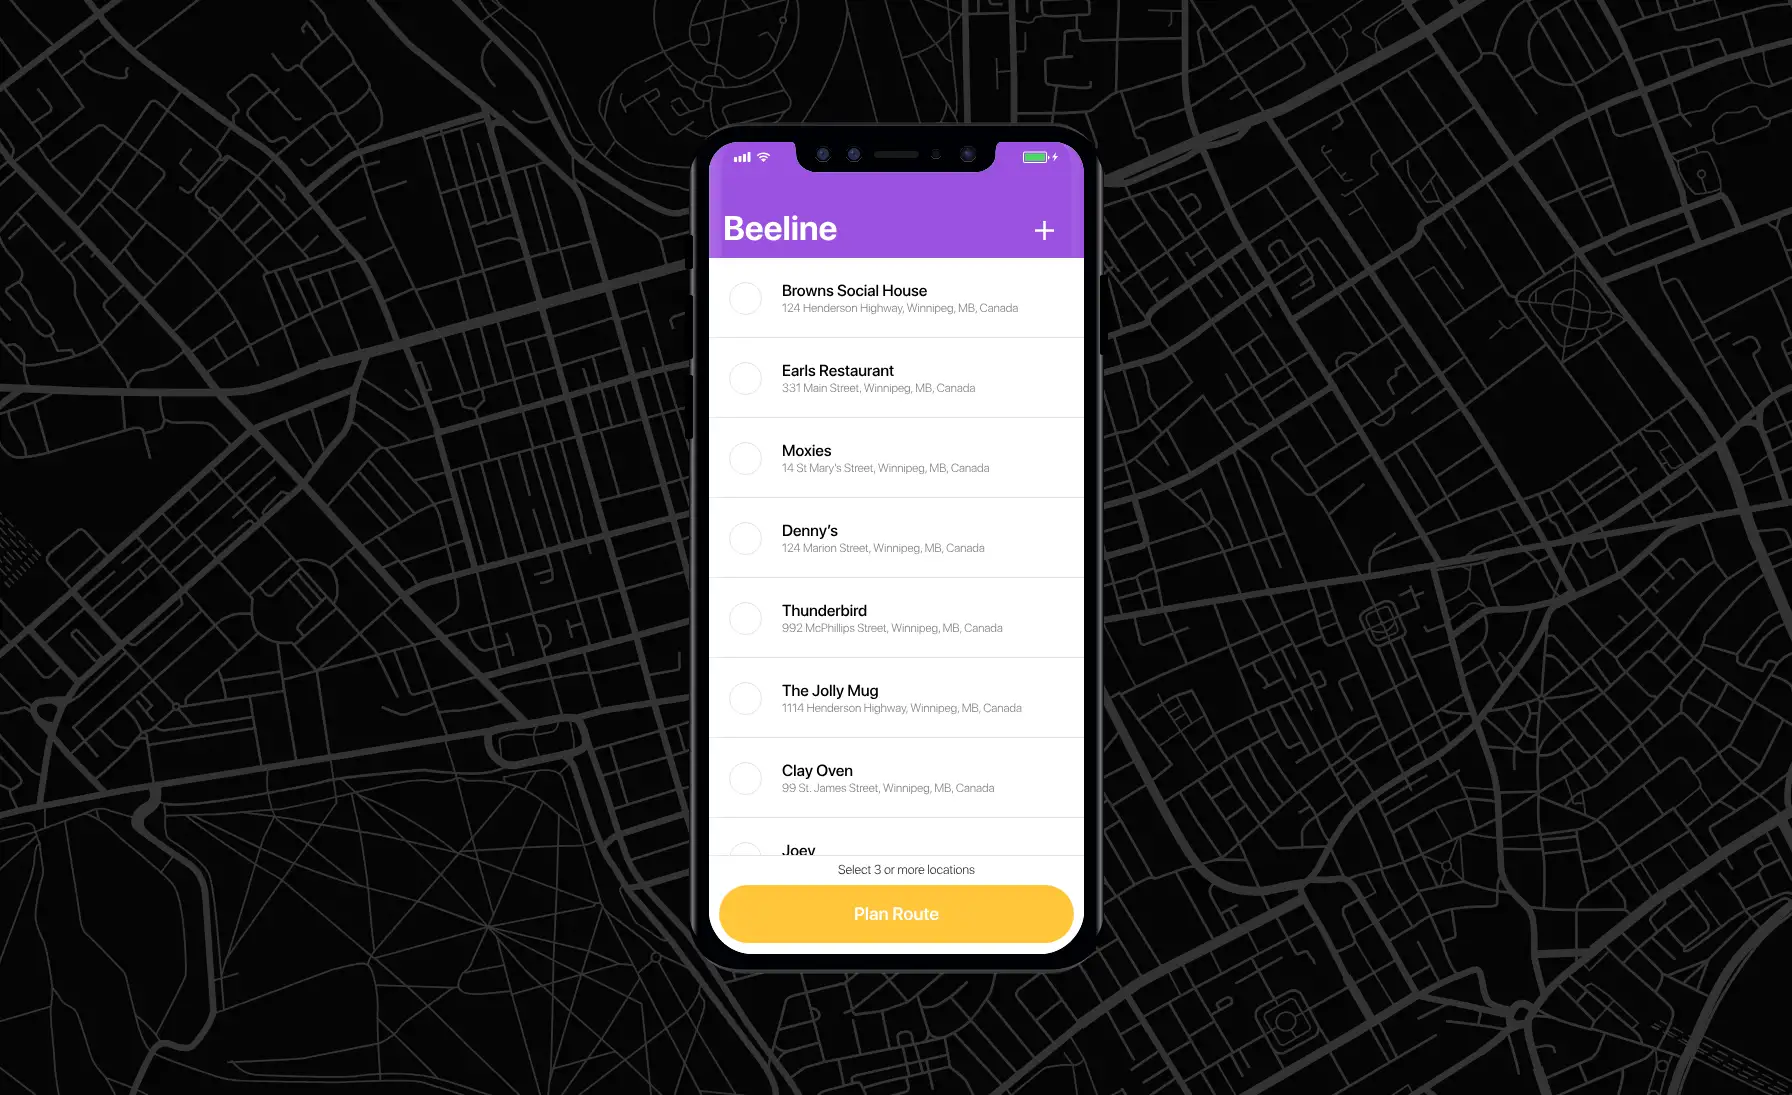 Beeline
Browns Social House
124 Henderson Highway, Winnipeg, MB, Canada
Earls Restaurant
331 Main Street, Winnipeg, MB, Canada
Moxies
14 St Mary's Street, Winnipeg, MB, Canada
Denny's
124 Marion Street, Winnipeg, MB, Canada
Thunderbird
992 McPhillips Street, Winnipeg, MB, Canada
The Jolly Mug
1114 Henderson Highway, Winnipeg, MB, Canada
Clay Oven
99 St. James Street, Winnipeg, MB, Canada
Joey
Select 3 or more locations
Plan Route